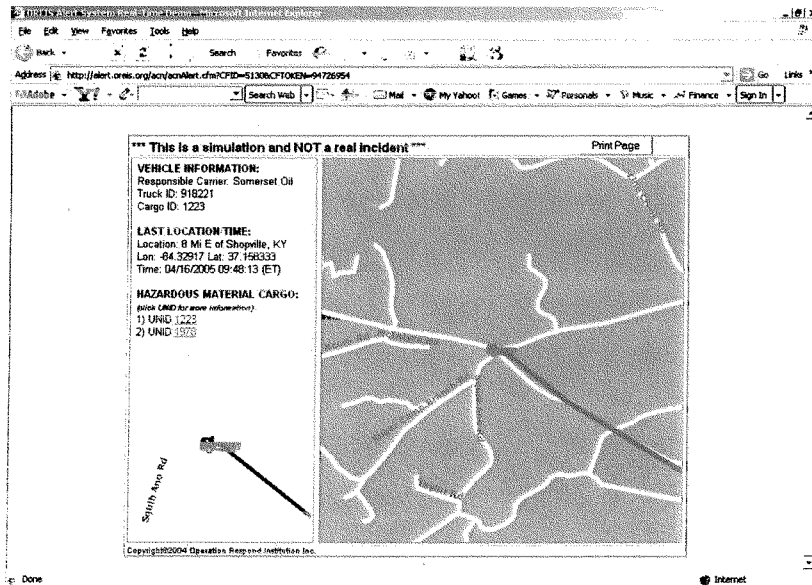 File Edit View Favorites Tools Help
Back Search Favorites
Address http://alert.oreis.org/acn/acnAlert.cfm?CFID=5130&CFTOKEN=94726954 Go Links
Adobe Search Web Mail My Yahoo! Games Personals Music Finance Sign In
*** This is a simulation and NOT a real incident *** Print Page
VEHICLE INFORMATION:
Responsible Carrier: Somerset Oil
Truck ID: 918221
Cargo ID: 1223
LAST LOCATION/TIME:
Location: 8 Mi E of Shopville, KY
Lon: -84.32917 Lat: 37.158333
Time: 04/16/2005 09:48:13 (ET)
HAZARDOUS MATERIAL CARGO:
(click UNID for more information)
1) UNID 1223
2) UNID 1978
South Ano Rd
Copyright©2004 Operation Respond Institution Inc.
Done Internet